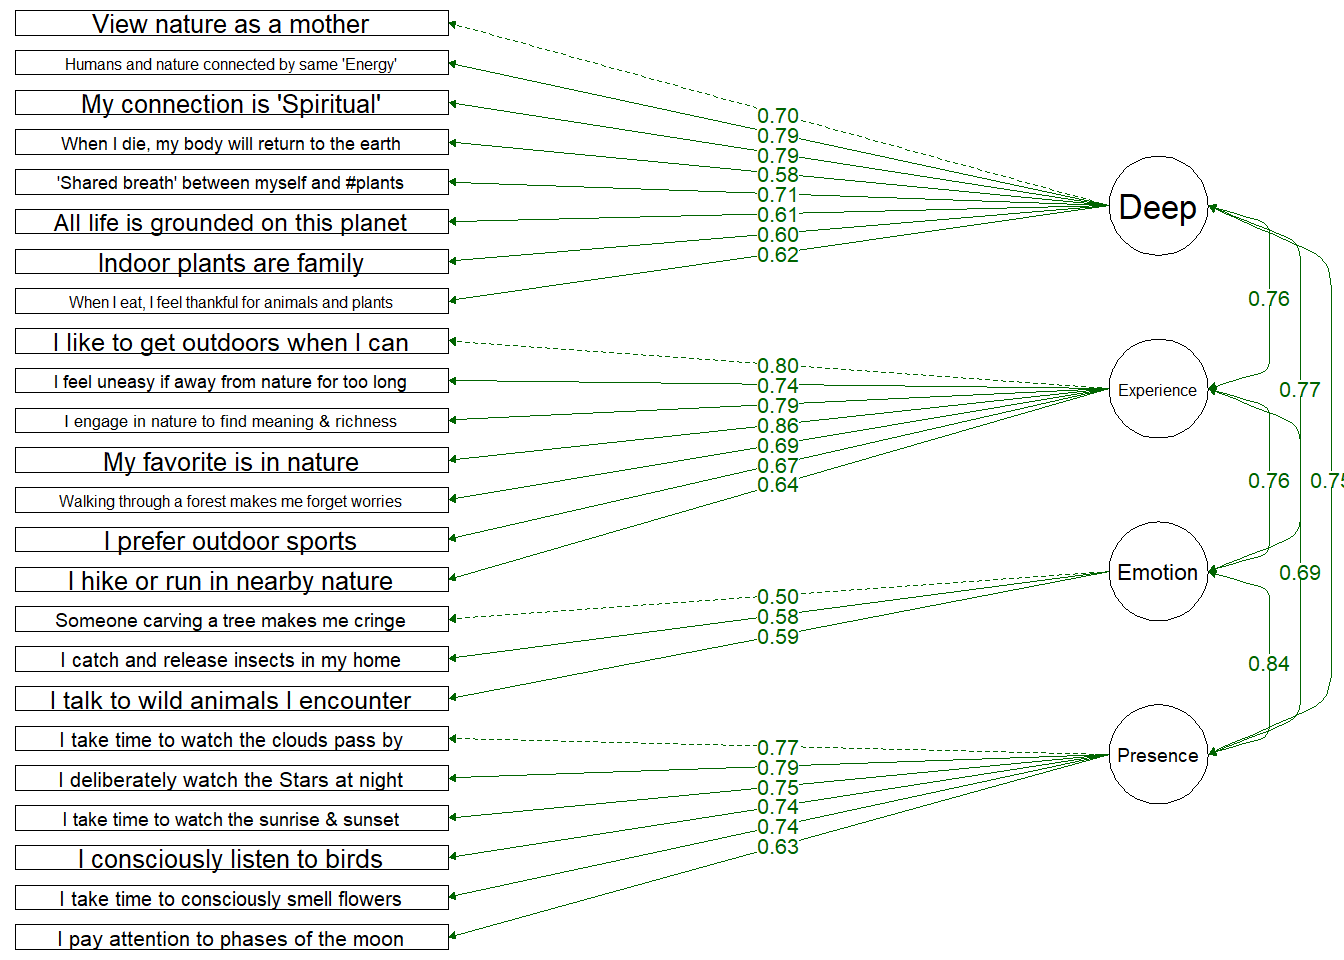 View nature as a mother
Humans and nature connected by same 'Energy'
My connection is 'Spiritual'
When I die, my body will return to the earth
'Shared breath' between myself and #plants
All life is grounded on this planet
Indoor plants are family
When I eat, I feel thankful for animals and plants
I like to get outdoors when I can
I feel uneasy if away from nature for too long
I engage in nature to find meaning & richness
My favorite is in nature
Walking through a forest makes me forget worries
I prefer outdoor sports
I hike or run in nearby nature
Someone carving a tree makes me cringe
I catch and release insects in my home
I talk to wild animals I encounter
I take time to watch the clouds pass by
I deliberately watch the Stars at night
I take time to watch the sunrise & sunset
I consciously listen to birds
I take time to consciously smell flowers
I pay attention to phases of the moon
0.70
0.79
0.79
0.58
0.71
0.61
0.60
0.62
0.80
0.74
0.79
0.86
0.69
0.67
0.64
0.50
0.58
0.59
0.77
0.79
0.75
0.74
0.74
0.63
Deep
Experience
Emotion
Presence
0.76
0.77
0.76
0.69
0.84